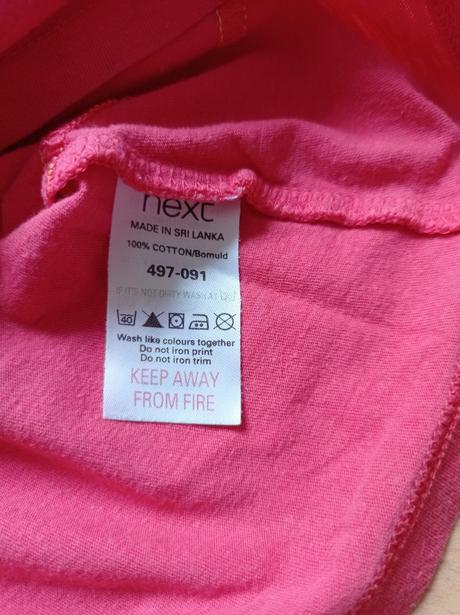 next
MADE IN SRI LANKA
100% COTTON/Bomuld
497-091
IF IT'S NOT DIRTY WASH AT 30
40
Wash like colours together
Do not iron print
Do not iron trim
KEEP AWAY
FROM FIRE